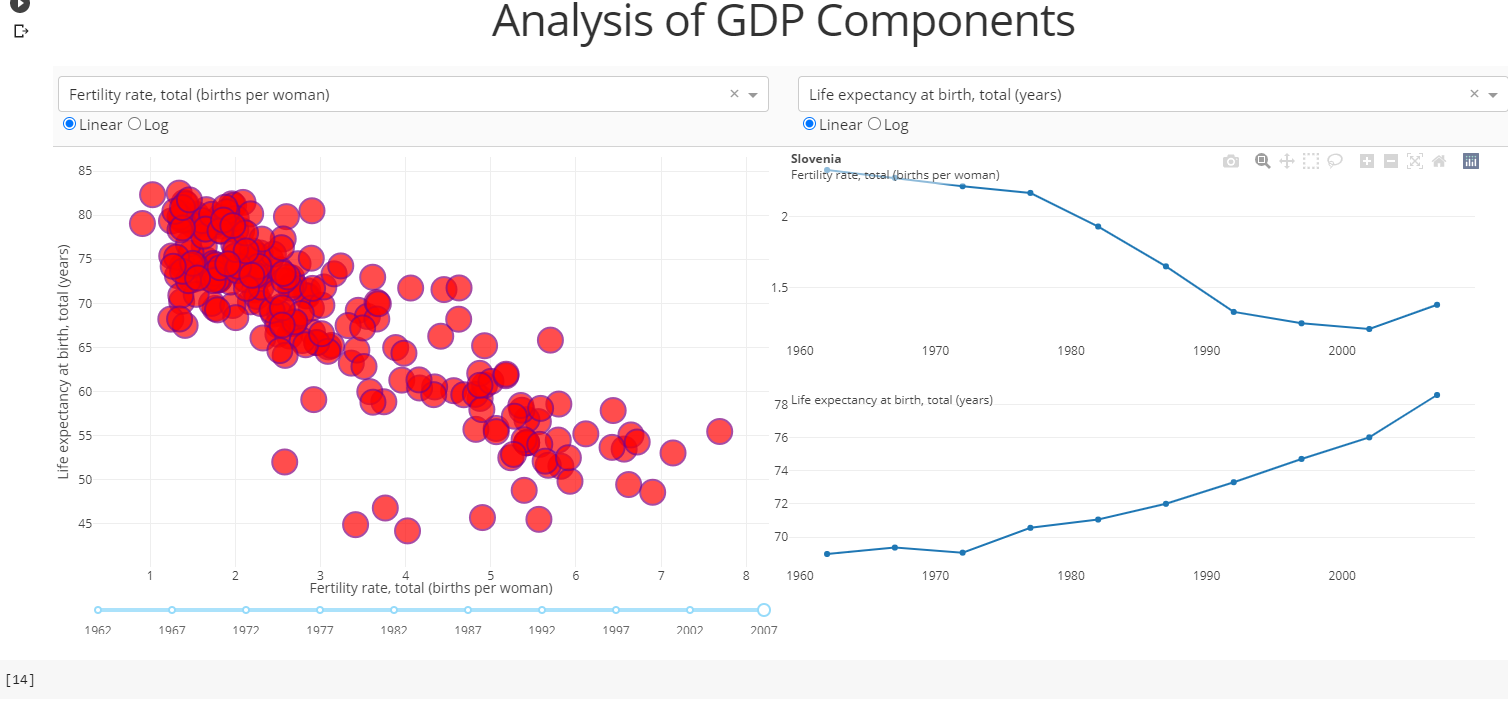 Analysis of GDP Components
Fertility rate, total (births per woman) ×
Life expectancy at birth, total (years) ×
Linear Log
Linear Log
85
80
75
70
65
60
55
50
45
Life expectancy at birth, total (years)
1 2 3 4 5 6 7 8
Fertility rate, total (births per woman)
1962 1967 1972 1977 1982 1987 1992 1997 2002 2007
Slovenia
Fertility rate, total (births per woman)
2
1.5
1960 1970 1980 1990 2000
Life expectancy at birth, total (years)
78
76
74
72
70
1960 1970 1980 1990 2000
[14]